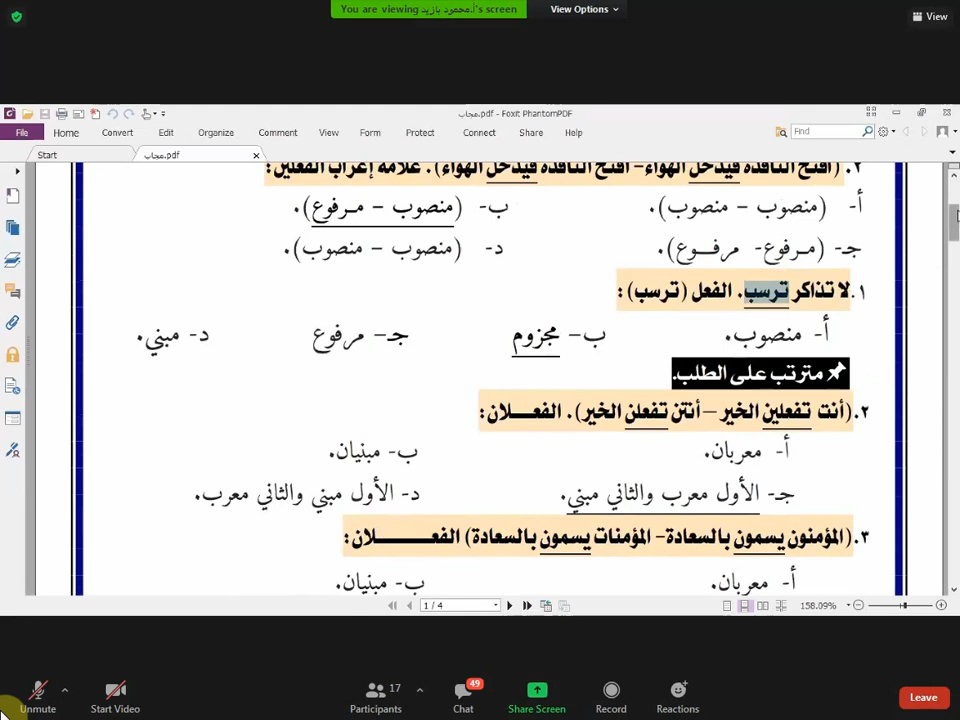 You are viewing أ.محمود بازيد's screen
View Options
View
مجاب.pdf - Foxit PhantomPDF
File Home Convert Edit Organize Comment View Form Protect Connect Share Help
Find
Start
مجاب.pdf
٢. (افتح النافذة فيدخل الهواء– افتح النافذة فيدخل الهواء). علامة إعراب الفعلين:
أ- (منصوب – منصوب).
ب- (منصوب – مـرفوع).
جـ- (مـرفوع- مرفـــوع).
د- (منصوب – منصوب).
١. لا تذاكر ترسب. الفعل (ترسب) :
أ- منصوب.
ب– مجزوم
جـ– مرفوع
د- مبني.
مترتب على الطلب.
٢. (أنت تفعلين الخير –أنتن تفعلن الخير). الفعـــلان:
أ- معربان.
ب- مبنيان.
جـ- الأول معرب والثاني مبني.
د- الأول مبني والثاني معرب.
٣. (المؤمنون يسمون بالسعادة- المؤمنات يسمون بالسعادة) الفعــــــــــلان:
أ- معربان.
ب- مبنيان.
1 / 4
158.09%
17
49
Unmute
Start Video
Participants
Chat
Share Screen
Record
Reactions
Leave